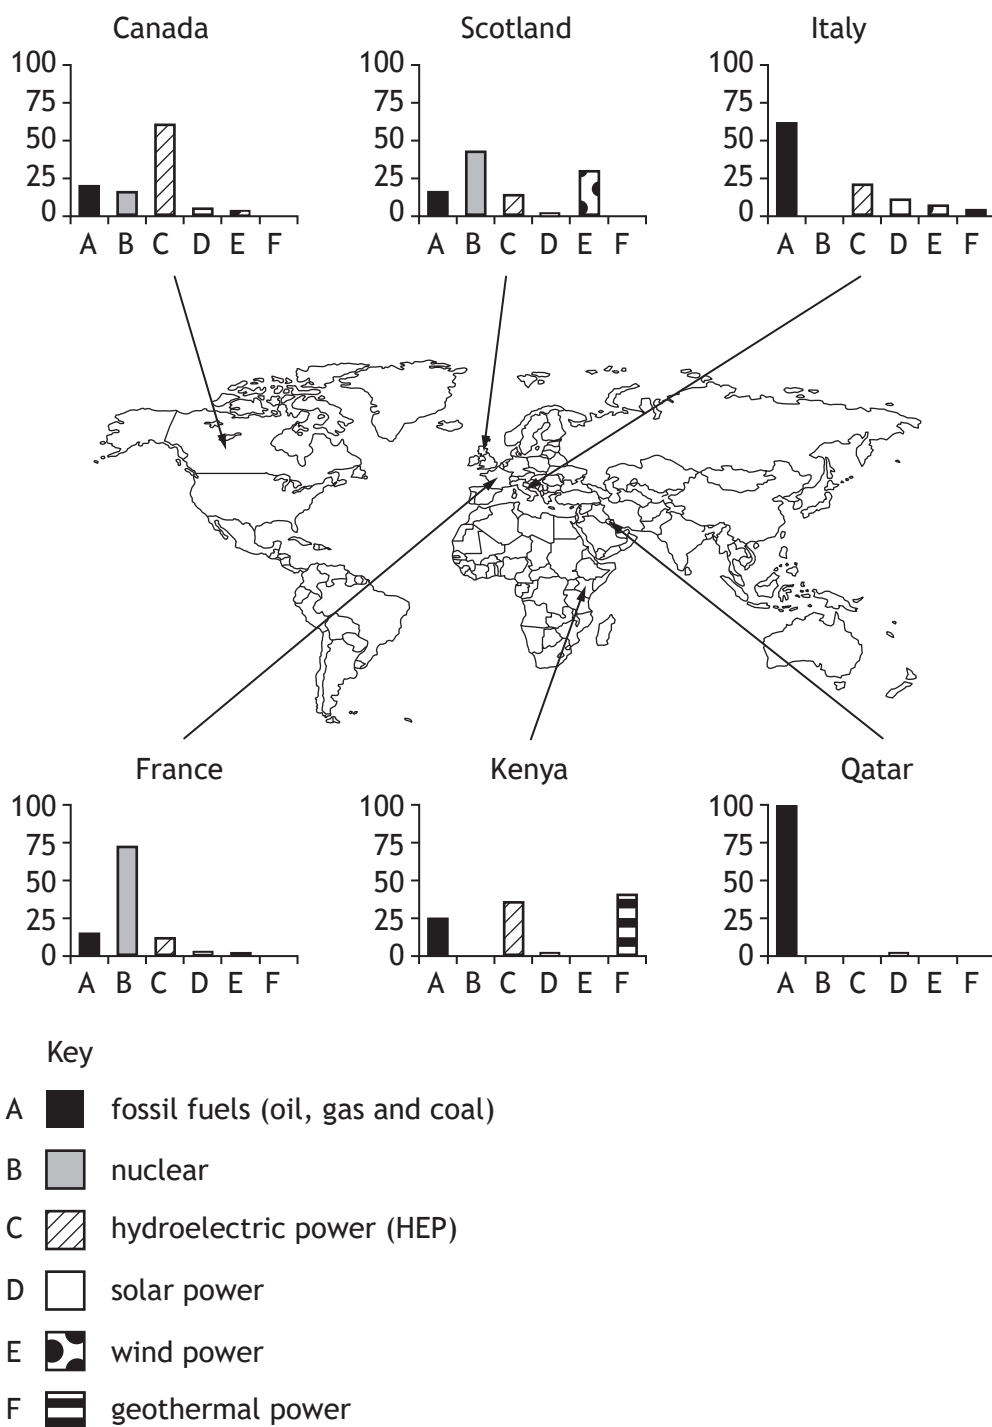 Canada
Scotland
Italy
100
75
50
25
0
A B C D E F
100
75
50
25
0
A B C D E F
100
75
50
25
0
A B C D E F
France
Kenya
Qatar
100
75
50
25
0
A B C D E F
100
75
50
25
0
A B C D E F
100
75
50
25
0
A B C D E F
Key
A fossil fuels (oil, gas and coal)
B nuclear
C hydroelectric power (HEP)
D solar power
E wind power
F geothermal power